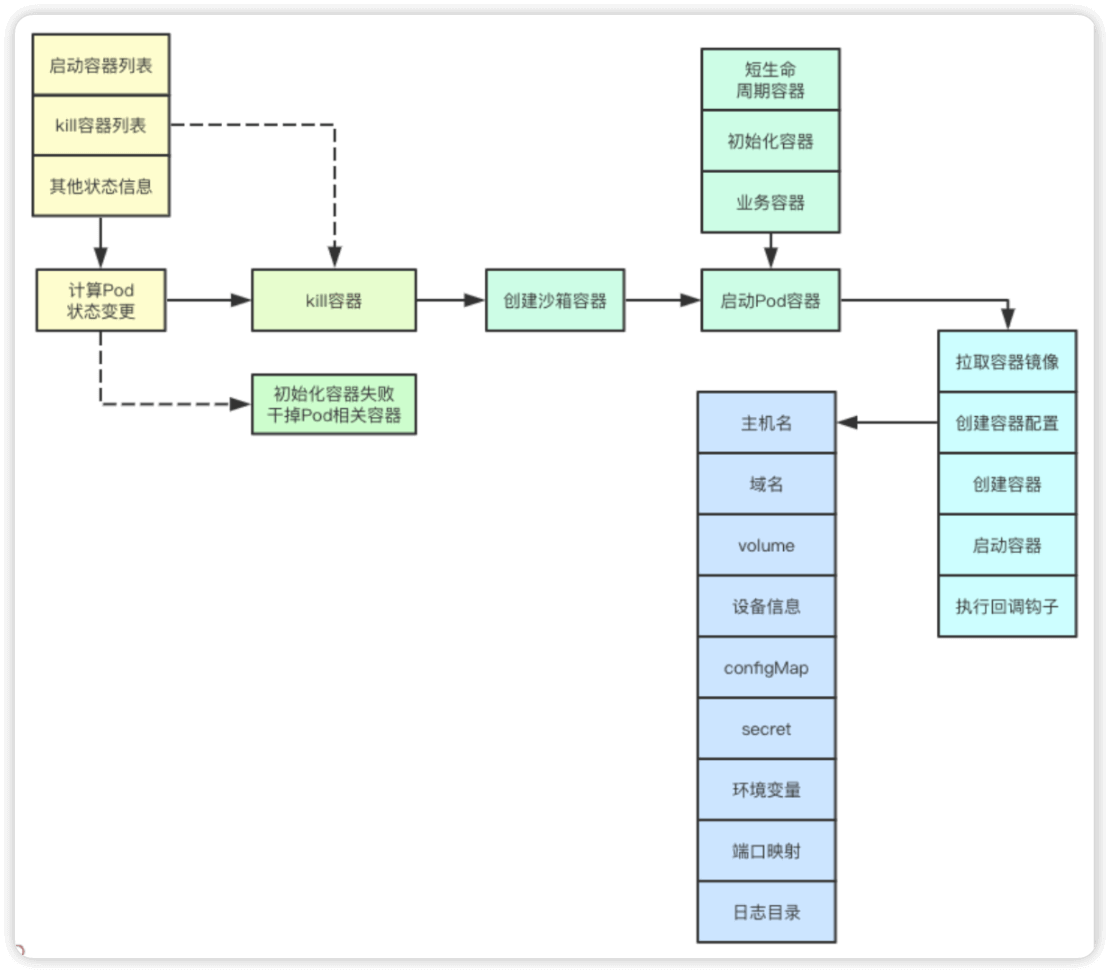 启动容器列表
kill容器列表
其他状态信息
计算Pod
状态变更
kill容器
初始化容器失败
干掉Pod相关容器
创建沙箱容器
短生命
周期容器
初始化容器
业务容器
启动Pod容器
拉取容器镜像
创建容器配置
创建容器
启动容器
执行回调钩子
主机名
域名
volume
设备信息
configMap
secret
环境变量
端口映射
日志目录